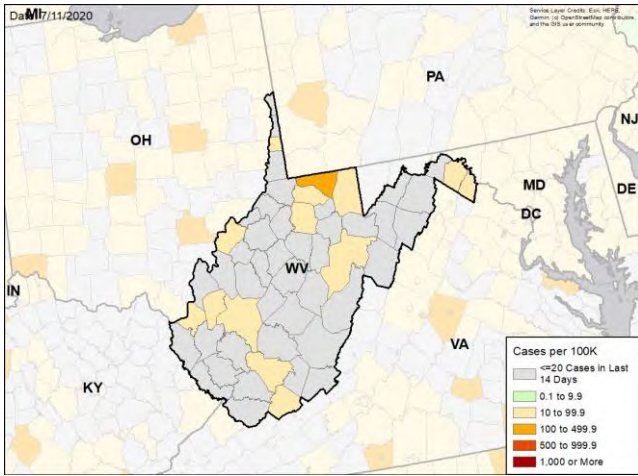 Date: 7/11/2020
Service Layer Credits: Esri, HERE,
Garmin, (c) OpenStreetMap contributors,
and the GIS user community
MI
PA
OH
NJ
MD
DE
DC
WV
IN
VA
KY
Cases per 100K
<=20 Cases in Last
14 Days
0.1 to 9.9
10 to 99.9
100 to 499.9
500 to 999.9
1,000 or More